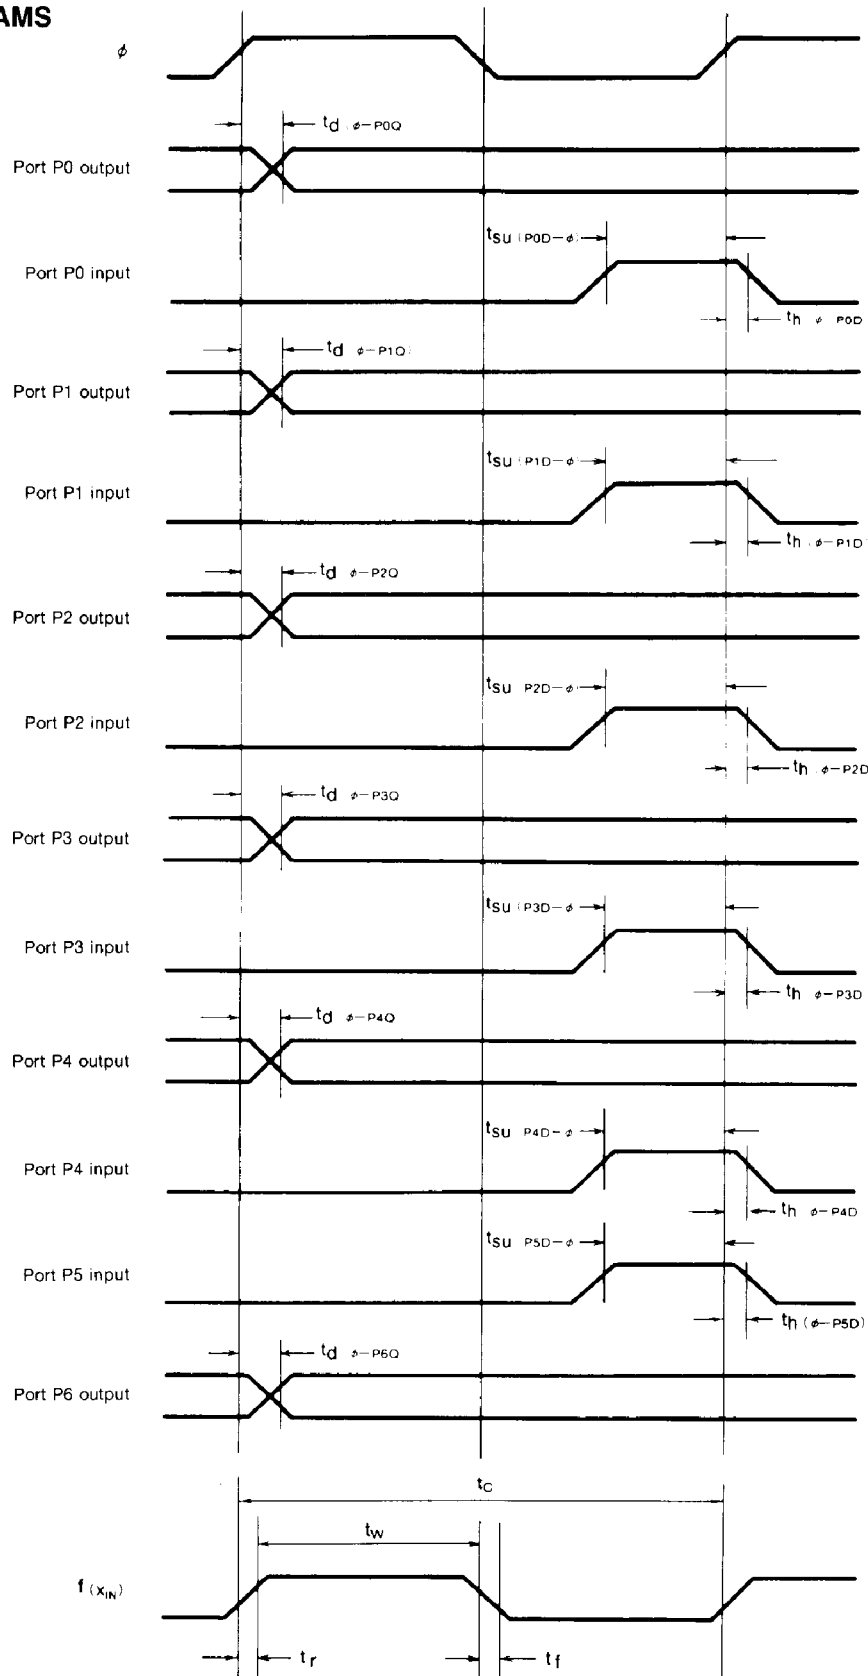 AMS
φ
td (φ−P0Q
Port P0 output
tsu (P0D−φ)
Port P0 input
th φ−P0D
td φ−P1Q)
Port P1 output
tsu (P1D−φ)
Port P1 input
th (φ−P1D)
td φ−P2Q
Port P2 output
tsu P2D−φ)
Port P2 input
th (φ−P2D
td φ−P3Q
Port P3 output
tsu (P3D−φ
Port P3 input
th φ−P3D
td φ−P4Q
Port P4 output
tsu P4D−φ
Port P4 input
th φ−P4D
tsu P5D−φ
Port P5 input
th (φ−P5D)
td φ−P6Q
Port P6 output
tC
tW
f (XIN)
tr
tf